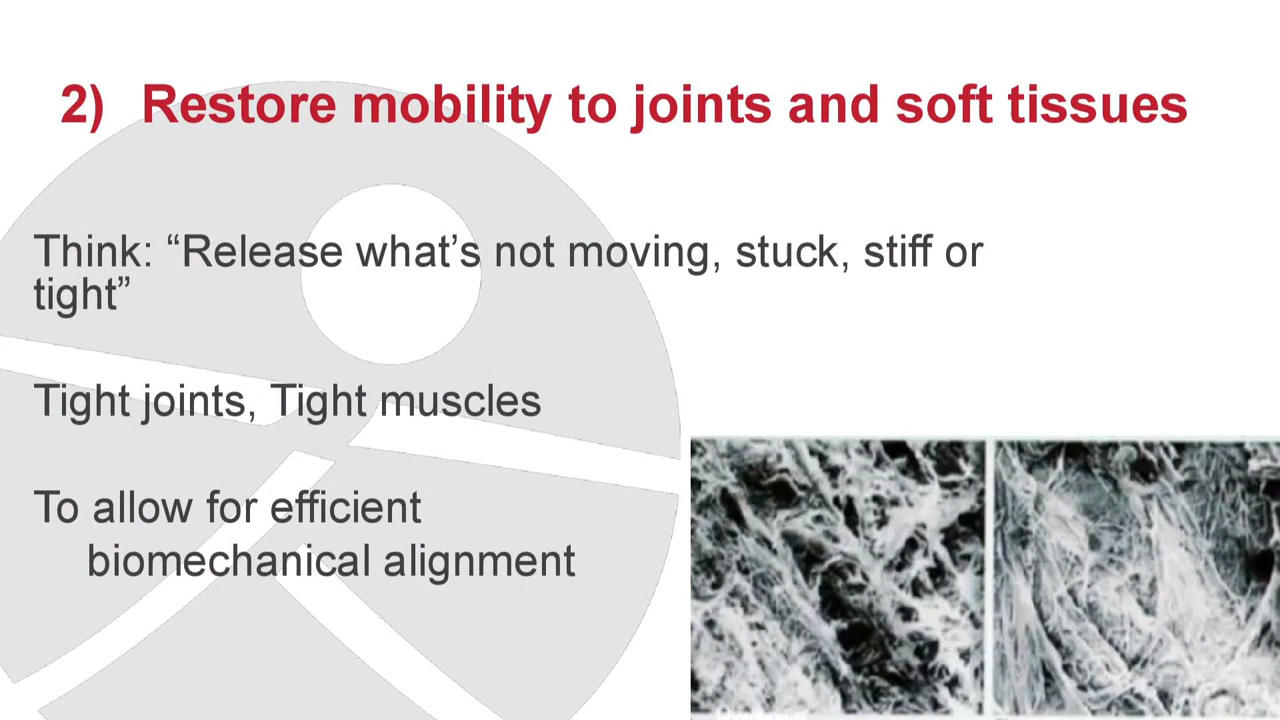 2) Restore mobility to joints and soft tissues
Think: “Release what’s not moving, stuck, stiff or
tight”
Tight joints, Tight muscles
To allow for efficient
biomechanical alignment